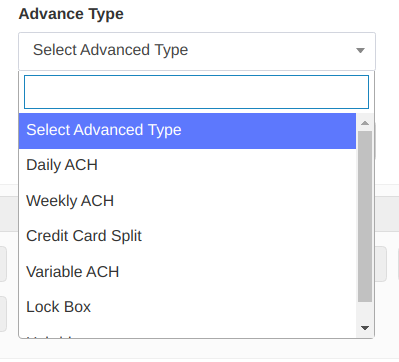 Advance Type
Select Advanced Type
Select Advanced Type
Daily ACH
Weekly ACH
Credit Card Split
Variable ACH
Lock Box